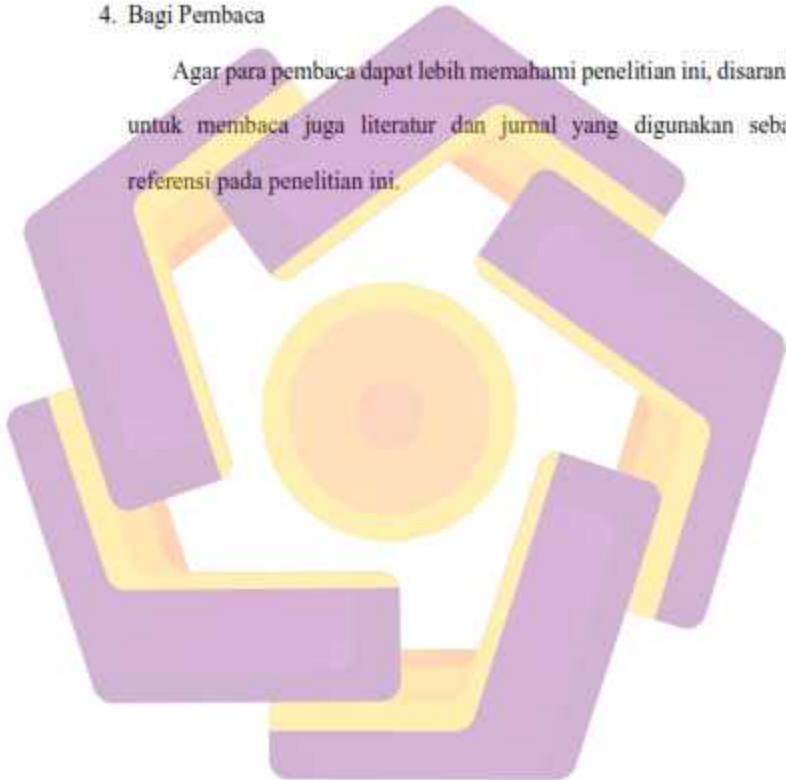 4. Bagi Pembaca
Agar para pembaca dapat lebih memahami penelitian ini, disaran
untuk membaca juga literatur dan jurnal yang digunakan seba
referensi pada penelitian ini.